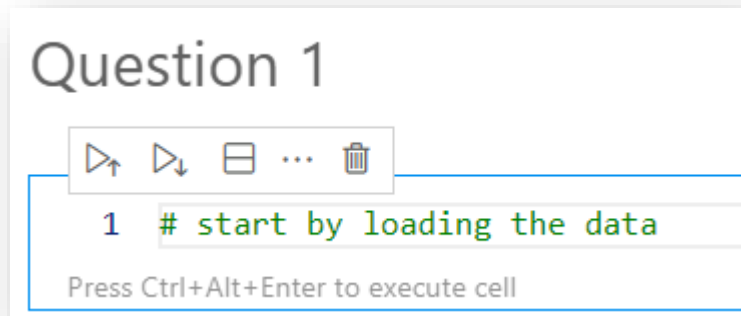 Question 1
1 # start by loading the data
Press Ctrl+Alt+Enter to execute cell